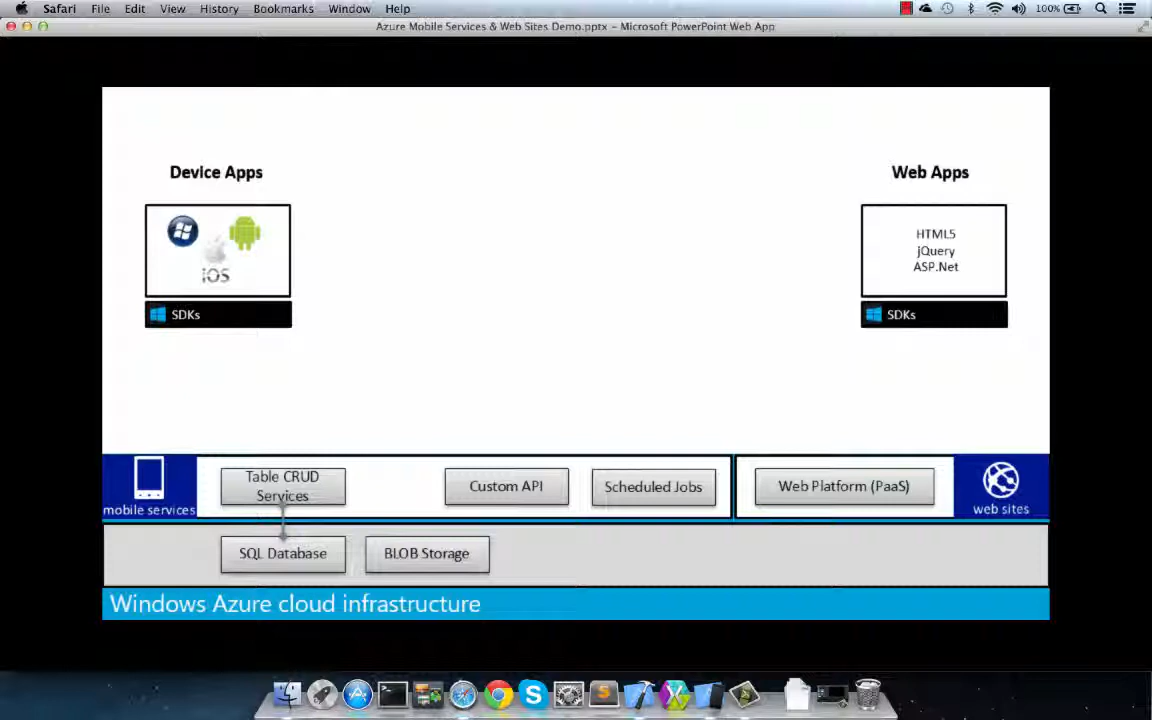 Safari File Edit View History Bookmarks Window Help 100%
Azure Mobile Services & Web Sites Demo.pptx – Microsoft PowerPoint Web App
Device Apps
Web Apps
iOS
HTML5
jQuery
ASP.Net
SDKs
SDKs
Table CRUD
Services
Custom API
Scheduled Jobs
Web Platform (PaaS)
mobile services
web sites
SQL Database
BLOB Storage
Windows Azure cloud infrastructure